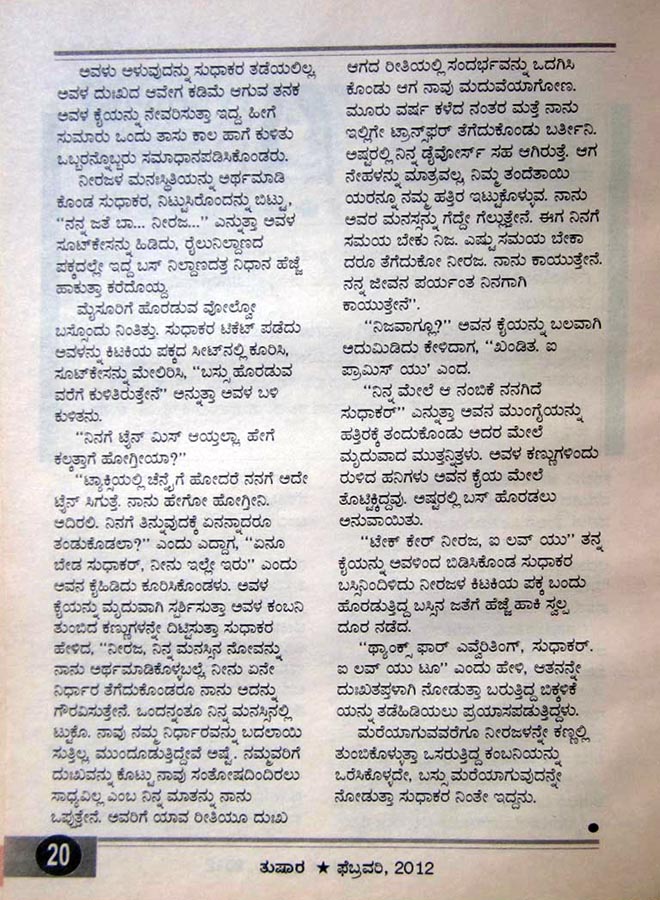 ಅವಳು ಅಳುವುದನ್ನು ಸುಧಾಕರ ತಡೆಯಲಿಲ್ಲ.
ಅವಳ ದುಃಖದ ಆವೇಗ ಕಡಿಮೆ ಆಗುವ ತನಕ
ಅವಳ ಕೈಯನ್ನು ನೇವರಿಸುತ್ತಾ ಇದ್ದ. ಹೀಗೆ
ಸುಮಾರು ಒಂದು ತಾಸು ಕಾಲ ಹಾಗೆ ಕುಳಿತು
ಒಬ್ಬರನ್ನೊಬ್ಬರು ಸಮಾಧಾನಪಡಿಸಿಕೊಂಡರು.
ನೀರಜಳ ಮನಃಸ್ಥಿತಿಯನ್ನು ಅರ್ಥಮಾಡಿ
ಕೊಂಡ ಸುಧಾಕರ, ನಿಟ್ಟುಸಿರೊಂದನ್ನು ಬಿಟ್ಟು,
“ನನ್ನ ಜತೆ ಬಾ... ನೀರಜ...” ಎನ್ನುತ್ತಾ ಅವಳ
ಸೂಟ್‌ಕೇಸನ್ನು ಹಿಡಿದು, ರೈಲುನಿಲ್ದಾಣದ
ಪಕ್ಕದಲ್ಲೇ ಇದ್ದ ಬಸ್ ನಿಲ್ದಾಣದತ್ತ ನಿಧಾನ ಹೆಜ್ಜೆ
ಹಾಕುತ್ತಾ ಕರೆದೊಯ್ದ.
ಮೈಸೂರಿಗೆ ಹೊರಡುವ ವೋಲ್ವೋ
ಬಸ್ಸೊಂದು ನಿಂತಿತ್ತು. ಸುಧಾಕರ ಟಿಕೆಟ್ ಪಡೆದು
ಅವಳನ್ನು ಕಿಟಕಿಯ ಪಕ್ಕದ ಸೀಟ್‌ನಲ್ಲಿ ಕೂರಿಸಿ,
ಸೂಟ್‌ಕೇಸನ್ನು ಮೇಲಿರಿಸಿ, “ಬಸ್ಸು ಹೊರಡುವ
ವರೆಗೆ ಕುಳಿತಿರುತ್ತೇನೆ” ಅನ್ನುತ್ತಾ ಅವಳ ಬಳಿ
ಕುಳಿತನು.
“ನಿನಗೆ ಟ್ರೈನ್ ಮಿಸ್ ಆಯ್ತಲ್ಲಾ. ಹೇಗೆ
ಕಲ್ಕತ್ತಾಗೆ ಹೋಗ್ತೀಯಾ?”
“ಟ್ಯಾಕ್ಸಿಯಲ್ಲಿ ಚೆನ್ನೈಗೆ ಹೋದರೆ ನನಗೆ ಅದೇ
ಟ್ರೈನ್ ಸಿಗುತ್ತೆ. ನಾನು ಹೇಗೋ ಹೋಗ್ತೀನಿ.
ಅದಿರಲಿ. ನಿನಗೆ ತಿನ್ನುವುದಕ್ಕೆ ಏನನ್ನಾದರೂ
ತಂಡುಕೊಡಲಾ?” ಎಂದು ಎದ್ದಾಗ, “ಏನೂ
ಬೇಡ ಸುಧಾಕರ್, ನೀನು ಇಲ್ಲೇ ಇರು” ಎಂದು
ಅವನ ಕೈಹಿಡಿದು ಕೂರಿಸಿಕೊಂಡಳು. ಅವಳ
ಕೈಯನ್ನು ಮೃದುವಾಗಿ ಸ್ಪರ್ಶಿಸುತ್ತಾ ಅವಳ ಕಂಬನಿ
ತುಂಬಿದ ಕಣ್ಣುಗಳನ್ನೇ ದಿಟ್ಟಿಸುತ್ತಾ ಸುಧಾಕರ
ಹೇಳಿದ, “ನೀರಜ, ನಿನ್ನ ಮನಸ್ಸಿನ ನೋವನ್ನು
ನಾನು ಅರ್ಥಮಾಡಿಕೊಳ್ಳಬಲ್ಲೆ. ನೀನು ಏನೇ
ನಿರ್ಧಾರ ತೆಗೆದುಕೊಂಡರೂ ನಾನು ಅದನ್ನು
ಗೌರವಿಸುತ್ತೇನೆ. ಒಂದನ್ನಂತೂ ನಿನ್ನ ಮನಸ್ಸಿನಲ್ಲಿ
ಟ್ಟುಕೊ. ನಾವು ನಮ್ಮ ನಿರ್ಧಾರವನ್ನು ಬದಲಾಯಿ
ಸುತ್ತಿಲ್ಲ, ಮುಂದೂಡುತ್ತಿದ್ದೇವೆ ಅಷ್ಟೆ. ನಮ್ಮವರಿಗೆ
ದುಃಖವನ್ನು ಕೊಟ್ಟು ನಾವು ಸಂತೋಷದಿಂದಿರಲು
ಸಾಧ್ಯವಿಲ್ಲ ಎಂಬ ನಿನ್ನ ಮಾತನ್ನು ನಾನು
ಒಪ್ಪುತ್ತೇನೆ. ಅವರಿಗೆ ಯಾವ ರೀತಿಯೂ ದುಃಖ
ಆಗದ ರೀತಿಯಲ್ಲಿ ಸಂದರ್ಭವನ್ನು ಒದಗಿಸಿ
ಕೊಂಡು ಆಗ ನಾವು ಮದುವೆಯಾಗೋಣ.
ಮೂರು ವರ್ಷ ಕಳೆದ ನಂತರ ಮತ್ತೆ ನಾನು
ಇಲ್ಲಿಗೇ ಟ್ರಾನ್ಸ್‌ಫರ್ ತೆಗೆದುಕೊಂಡು ಬರ್ತೀನಿ.
ಅಷ್ಟರಲ್ಲಿ ನಿನ್ನ ಡೈವೋರ್ಸ್ ಸಹ ಆಗಿರುತ್ತೆ. ಆಗ
ನೇಹಳನ್ನು ಮಾತ್ರವಲ್ಲ, ನಿಮ್ಮ ತಂದೆತಾಯಿ
ಯರನ್ನೂ ನಮ್ಮ ಹತ್ತಿರ ಇಟ್ಟುಕೊಳ್ಳುವ. ನಾನು
ಅವರ ಮನಸ್ಸನ್ನು ಗೆದ್ದೇ ಗೆಲ್ಲುತ್ತೇನೆ. ಈಗ ನಿನಗೆ
ಸಮಯ ಬೇಕು ನಿಜ. ಎಷ್ಟು ಸಮಯ ಬೇಕಾ
ದರೂ ತೆಗೆದುಕೋ ನೀರಜ. ನಾನು ಕಾಯುತ್ತೇನೆ.
ನನ್ನ ಜೀವನ ಪರ್ಯಂತ ನಿನಗಾಗಿ
ಕಾಯುತ್ತೇನೆ”.
“ನಿಜವಾಗ್ಲೂ?” ಅವನ ಕೈಯನ್ನು ಬಲವಾಗಿ
ಅದುಮಿಡಿದು ಕೇಳಿದಾಗ, “ಖಂಡಿತ. ಐ
ಪ್ರಾಮಿಸ್ ಯು’ ಎಂದ.
“ನಿನ್ನ ಮೇಲೆ ಆ ನಂಬಿಕೆ ನನಗಿದೆ
ಸುಧಾಕರ್” ಎನ್ನುತ್ತಾ ಅವನ ಮುಂಗೈಯನ್ನು
ಹತ್ತಿರಕ್ಕೆ ತಂದುಕೊಂಡು ಅದರ ಮೇಲೆ
ಮೃದುವಾದ ಮುತ್ತನ್ನಿತ್ತಳು. ಅವಳ ಕಣ್ಣುಗಳಿಂದು
ರುಳಿದ ಹನಿಗಳು ಅವನ ಕೈಯ ಮೇಲೆ
ತೊಟ್ಟಿಕ್ಕಿದ್ದವು. ಅಷ್ಟರಲ್ಲಿ ಬಸ್ ಹೊರಡಲು
ಅನುವಾಯಿತು.
“ಟೇಕ್ ಕೇರ್ ನೀರಜ, ಐ ಲವ್ ಯು” ತನ್ನ
ಕೈಯನ್ನು ಅವಳಿಂದ ಬಿಡಿಸಿಕೊಂಡ ಸುಧಾಕರ
ಬಸ್ಸಿನಿಂದಿಳಿದು ನೀರಜಳ ಕಿಟಕಿಯ ಪಕ್ಕ ಬಂದು
ಹೊರಡುತ್ತಿದ್ದ ಬಸ್ಸಿನ ಜತೆಗೆ ಹೆಜ್ಜೆ ಹಾಕಿ ಸ್ವಲ್ಪ
ದೂರ ನಡೆದ.
“ಥ್ಯಾಂಕ್ಸ್ ಫಾರ್ ಎವ್ವೆರಿತಿಂಗ್, ಸುಧಾಕರ್.
ಐ ಲವ್ ಯು ಟೂ” ಎಂದು ಹೇಳಿ, ಆತನನ್ನೇ
ದುಃಖತಪ್ತಳಾಗಿ ನೋಡುತ್ತಾ ಬರುತ್ತಿದ್ದ ಬಿಕ್ಕಳಿಕೆ
ಯನ್ನು ತಡೆಹಿಡಿಯಲು ಪ್ರಯಾಸಪಡುತ್ತಿದ್ದಳು.
ಮರೆಯಾಗುವವರೆಗೂ ನೀರಜಳನ್ನೇ ಕಣ್ಣಲ್ಲಿ
ತುಂಬಿಕೊಳ್ಳುತ್ತಾ ಒಸರುತ್ತಿದ್ದ ಕಂಬನಿಯನ್ನು
ಒರೆಸಿಕೊಳ್ಳದೇ, ಬಸ್ಸು ಮರೆಯಾಗುವುದನ್ನೇ
ನೋಡುತ್ತಾ ಸುಧಾಕರ ನಿಂತೇ ಇದ್ದನು.
20
ತುಷಾರ ★ ಫೆಬ್ರವರಿ, 2012